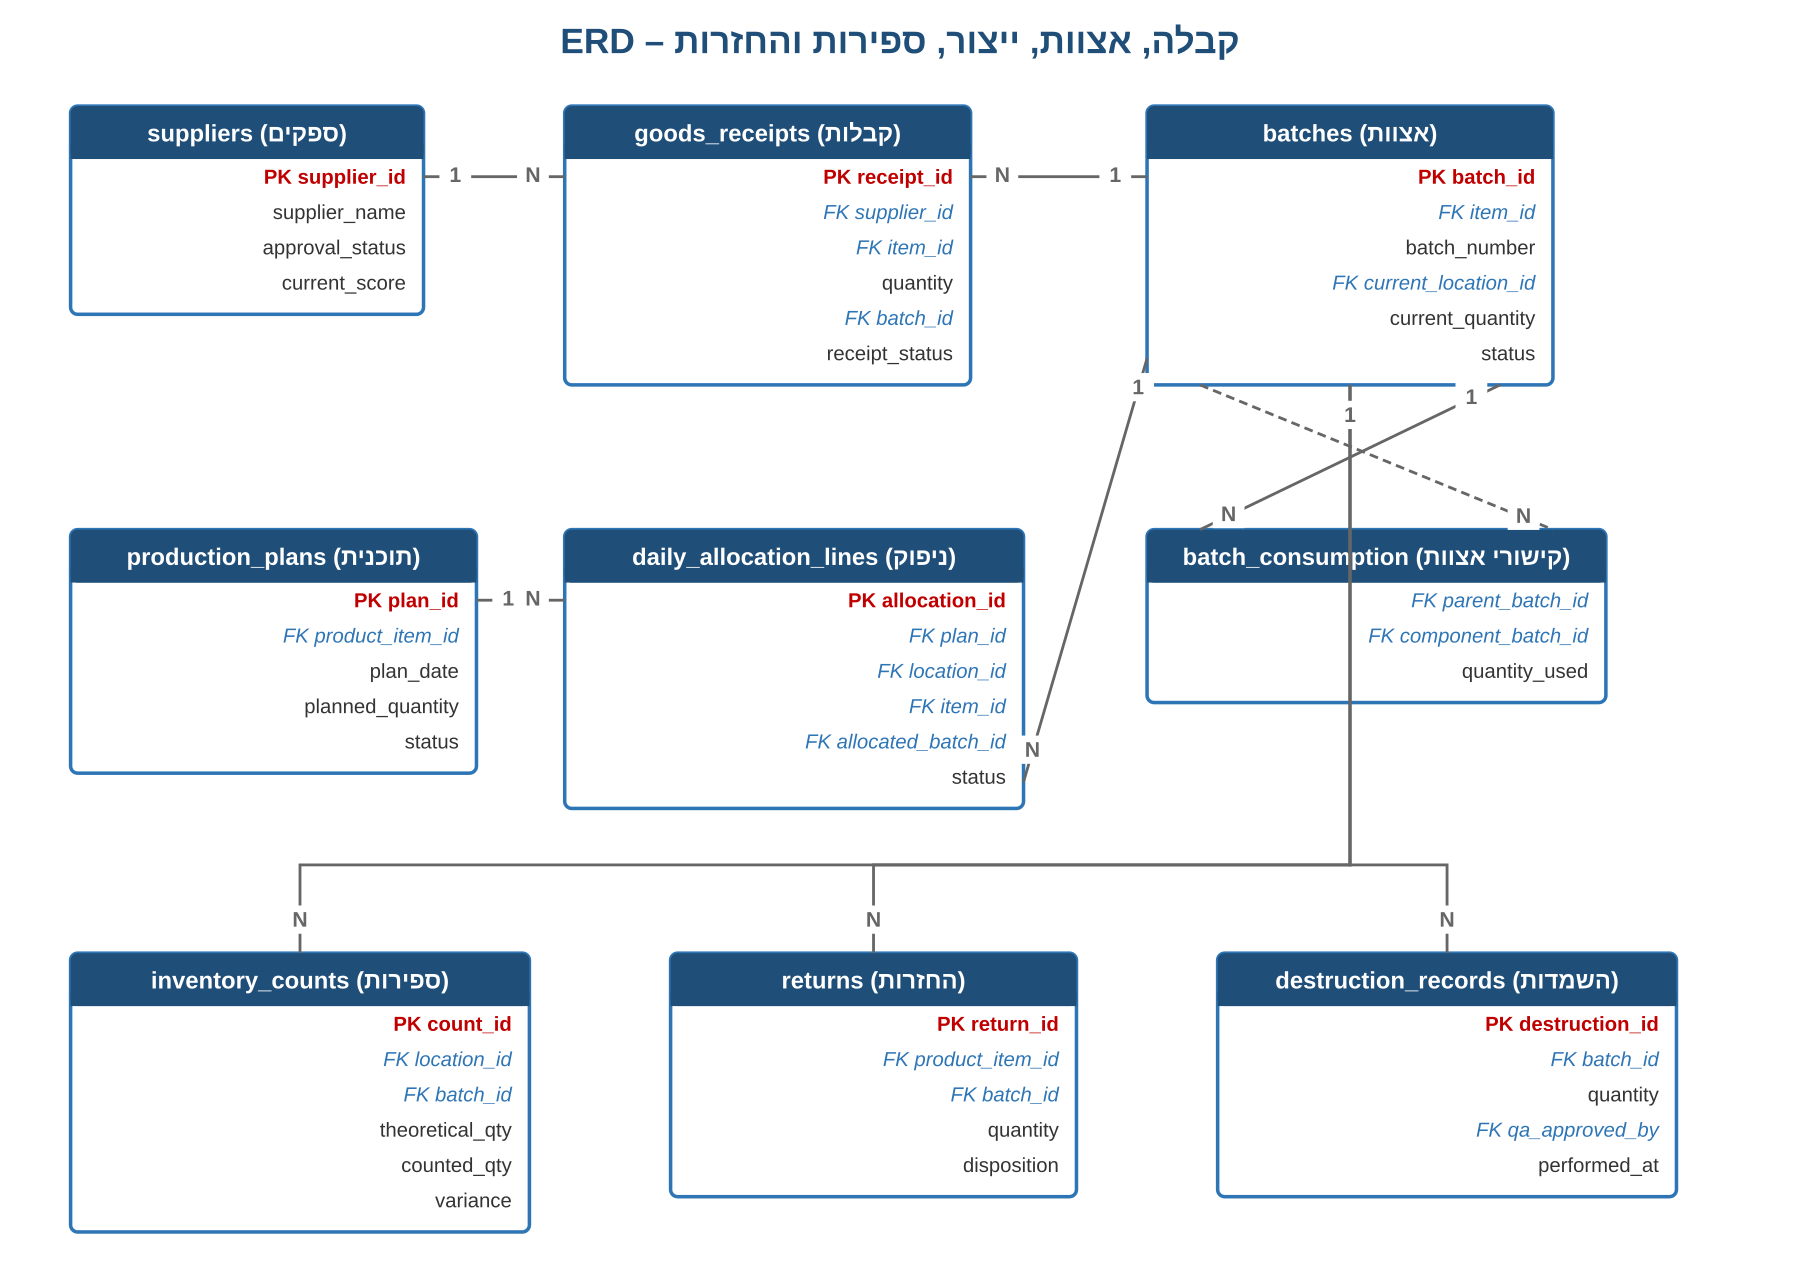 קבלה, אצוות, ייצור, ספירות והחזרות – ERD
suppliers (ספקים)
PK supplier_id
supplier_name
approval_status
current_score
1
N
goods_receipts (קבלות)
PK receipt_id
FK supplier_id
FK item_id
quantity
FK batch_id
receipt_status
N
1
batches (אצוות)
PK batch_id
FK item_id
batch_number
FK current_location_id
current_quantity
status
1
1
1
N
N
production_plans (תוכנית)
PK plan_id
FK product_item_id
plan_date
planned_quantity
status
1 N
daily_allocation_lines (ניפוק)
PK allocation_id
FK plan_id
FK location_id
FK item_id
FK allocated_batch_id
status
N
batch_consumption (קישורי אצוות)
FK parent_batch_id
FK component_batch_id
quantity_used
N
N
N
inventory_counts (ספירות)
PK count_id
FK location_id
FK batch_id
theoretical_qty
counted_qty
variance
returns (החזרות)
PK return_id
FK product_item_id
FK batch_id
quantity
disposition
destruction_records (השמדות)
PK destruction_id
FK batch_id
quantity
FK qa_approved_by
performed_at